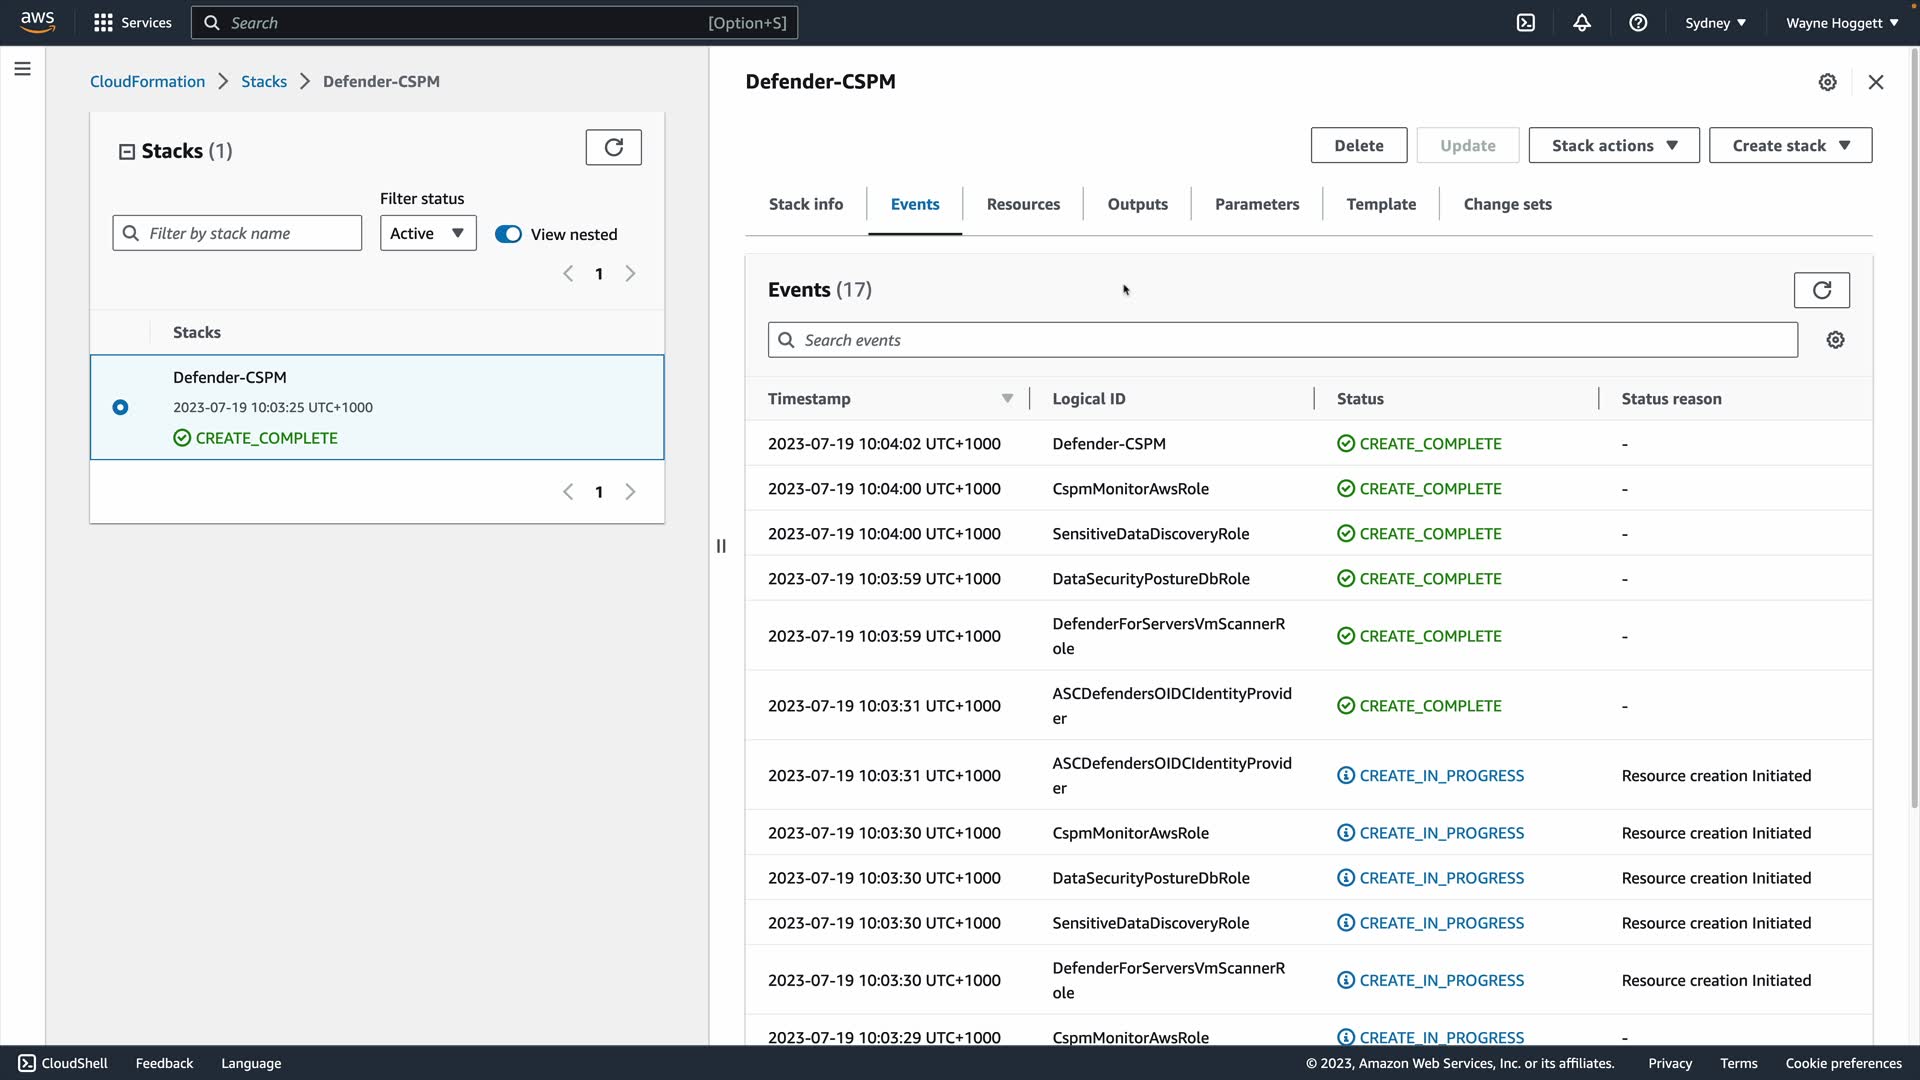 aws
Services
Search
[Option+S]
Sydney
Wayne Hoggett
CloudFormation
Stacks
Defender-CSPM
Stacks (1)
Filter status
Filter by stack name
Active
View nested
1
Stacks
Defender-CSPM
2023-07-19 10:03:25 UTC+1000
CREATE_COMPLETE
1
Defender-CSPM
Delete
Update
Stack actions
Create stack
Stack info
Events
Resources
Outputs
Parameters
Template
Change sets
Events (17)
Search events
Timestamp Logical ID Status Status reason
2023-07-19 10:04:02 UTC+1000 Defender-CSPM CREATE_COMPLETE -
2023-07-19 10:04:00 UTC+1000 CspmMonitorAwsRole CREATE_COMPLETE -
2023-07-19 10:04:00 UTC+1000 SensitiveDataDiscoveryRole CREATE_COMPLETE -
2023-07-19 10:03:59 UTC+1000 DataSecurityPostureDbRole CREATE_COMPLETE -
2023-07-19 10:03:59 UTC+1000 DefenderForServersVmScannerR CREATE_COMPLETE -
ole
2023-07-19 10:03:31 UTC+1000 ASCDefendersOIDCIdentityProvid CREATE_COMPLETE -
er
2023-07-19 10:03:31 UTC+1000 ASCDefendersOIDCIdentityProvid CREATE_IN_PROGRESS Resource creation Initiated
er
2023-07-19 10:03:30 UTC+1000 CspmMonitorAwsRole CREATE_IN_PROGRESS Resource creation Initiated
2023-07-19 10:03:30 UTC+1000 DataSecurityPostureDbRole CREATE_IN_PROGRESS Resource creation Initiated
2023-07-19 10:03:30 UTC+1000 SensitiveDataDiscoveryRole CREATE_IN_PROGRESS Resource creation Initiated
2023-07-19 10:03:30 UTC+1000 DefenderForServersVmScannerR CREATE_IN_PROGRESS Resource creation Initiated
ole
2023-07-19 10:03:29 UTC+1000 CspmMonitorAwsRole CREATE_IN_PROGRESS -
CloudShell
Feedback
Language
© 2023, Amazon Web Services, Inc. or its affiliates.
Privacy
Terms
Cookie preferences